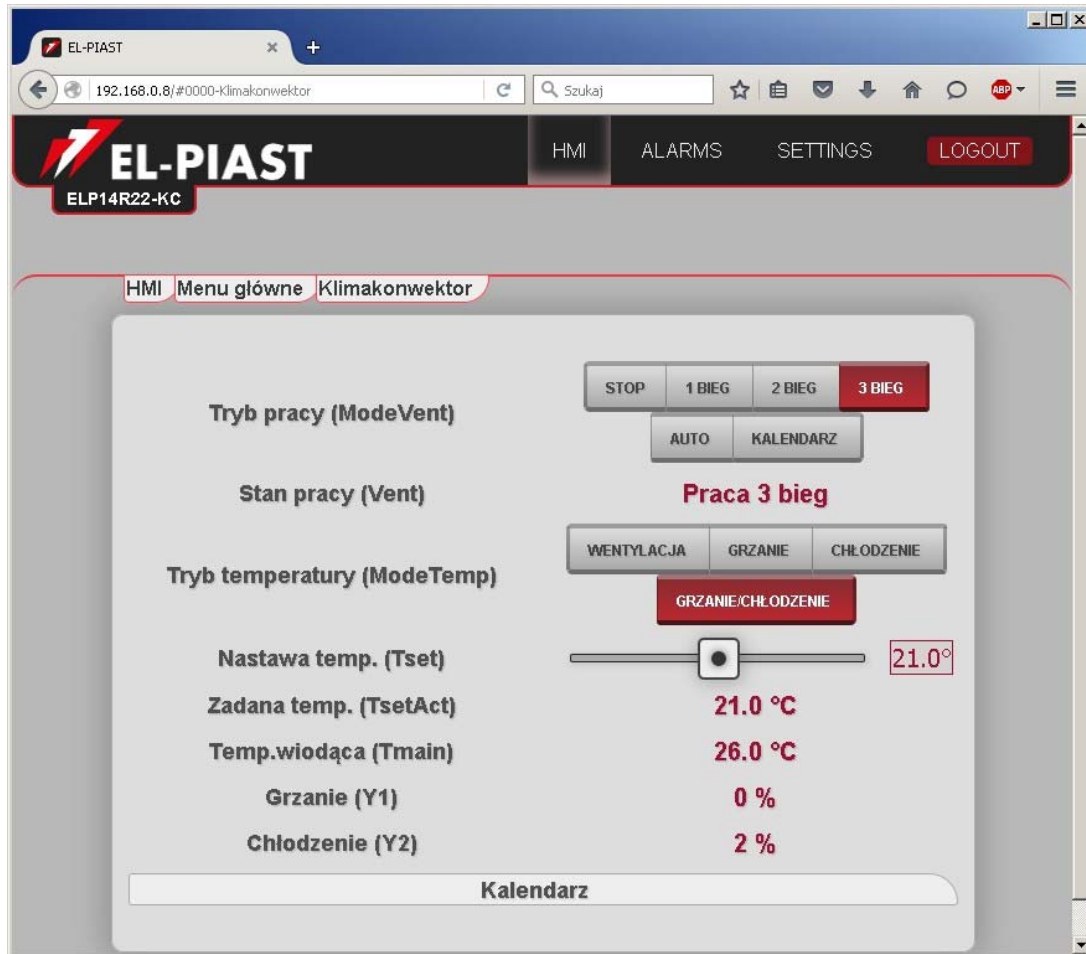 EL-PIAST
192.168.0.8/#0000-Klimakonwektor
Szukaj
ABP
EL-PIAST
HMI ALARMS SETTINGS LOGOUT
ELP14R22-KC
HMI Menu główne Klimakonwektor
Tryb pracy (ModeVent)
STOP 1 BIEG 2 BIEG 3 BIEG
AUTO KALENDARZ
Stan pracy (Vent) Praca 3 bieg
Tryb temperatury (ModeTemp)
WENTYLACJA GRZANIE CHŁODZENIE
GRZANIE/CHŁODZENIE
Nastawa temp. (Tset) 21.0°
Zadana temp. (TsetAct) 21.0 °C
Temp.wiodąca (Tmain) 26.0 °C
Grzanie (Y1) 0 %
Chłodzenie (Y2) 2 %
Kalendarz